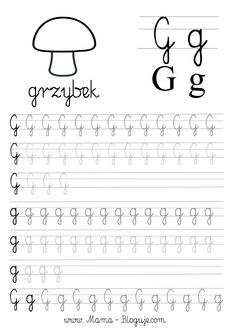 G g
G g
grzybek
G G G G G G G G G G G G
G G G G G G G G G G G G
G G G G
g g g g g g g g g g g g g
g g g g g g g g g g g g g
g g g g
G g G g G g G g G g G g G
www.Mama-Bloguje.com